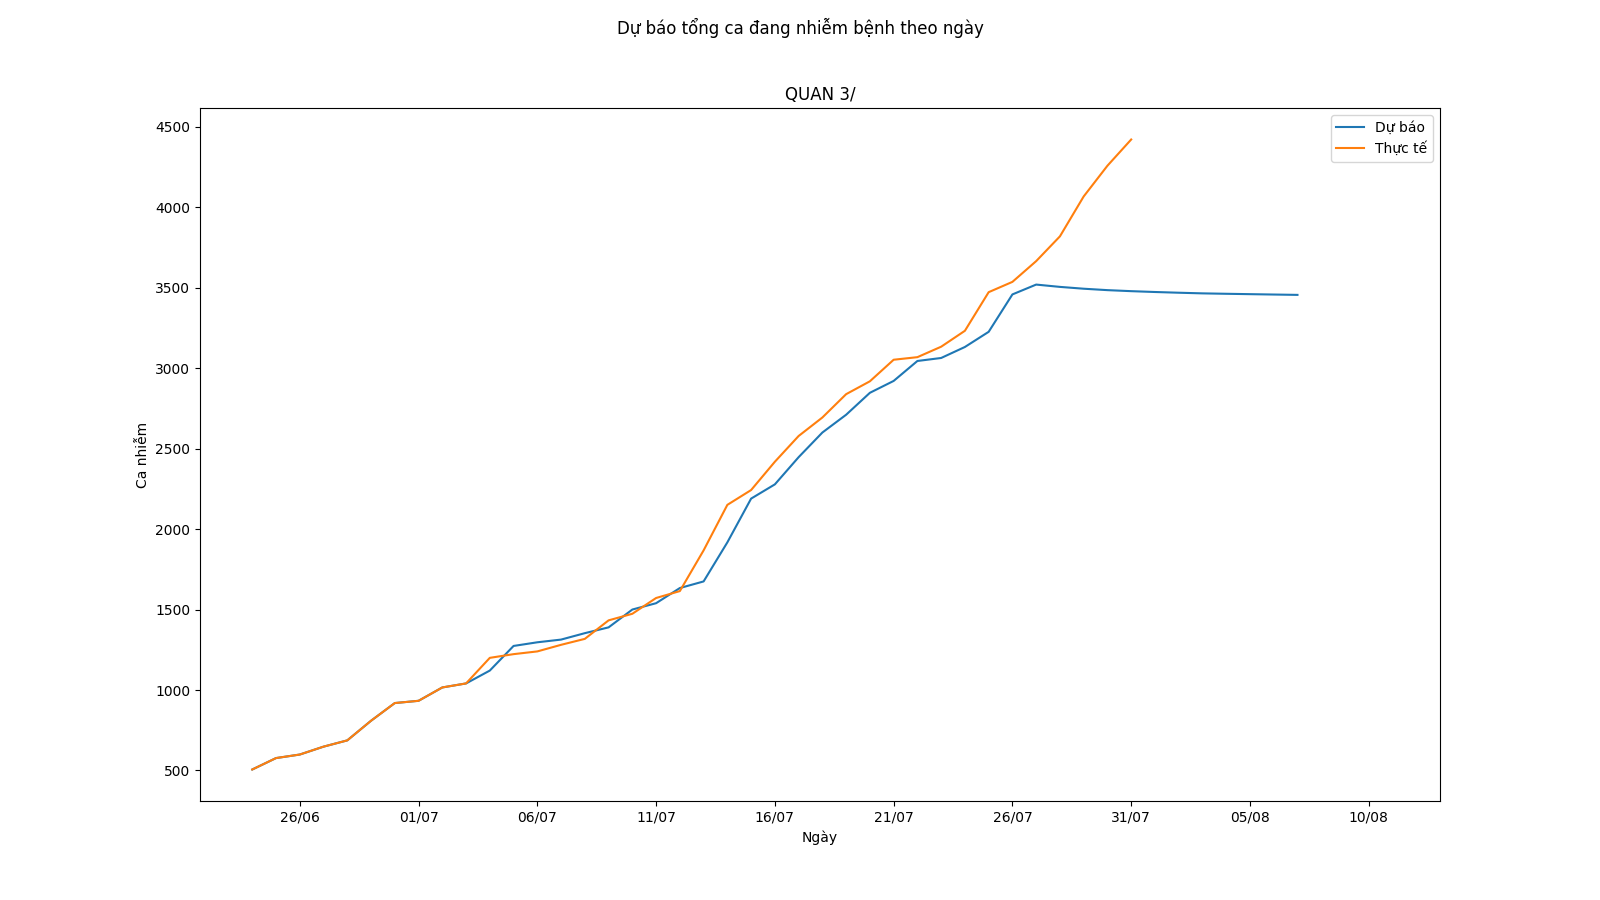 Dự báo tổng ca đang nhiễm bệnh theo ngày
QUAN 3/
Dự báo
Thực tế
4500
4000
3500
3000
2500
2000
1500
1000
500
Ca nhiễm
26/06 01/07 06/07 11/07 16/07 21/07 26/07 31/07 05/08 10/08
Ngày